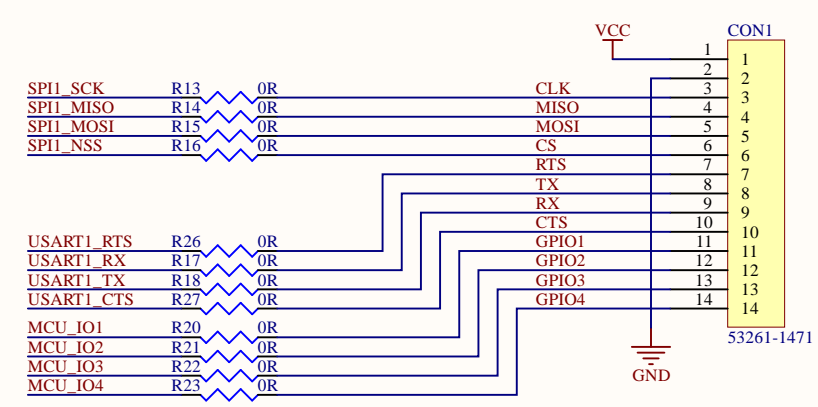 VCC CON1
1 1
2 2
SPI1_SCK R13 0R CLK 3 3
SPI1_MISO R14 0R MISO 4 4
SPI1_MOSI R15 0R MOSI 5 5
SPI1_NSS R16 0R CS 6 6
RTS 7 7
TX 8 8
RX 9 9
CTS 10 10
USART1_RTS R26 0R GPIO1 11 11
USART1_RX R17 0R GPIO2 12 12
USART1_TX R18 0R GPIO3 13 13
USART1_CTS R27 0R GPIO4 14 14
MCU_IO1 R20 0R 53261-1471
MCU_IO2 R21 0R
MCU_IO3 R22 0R GND
MCU_IO4 R23 0R